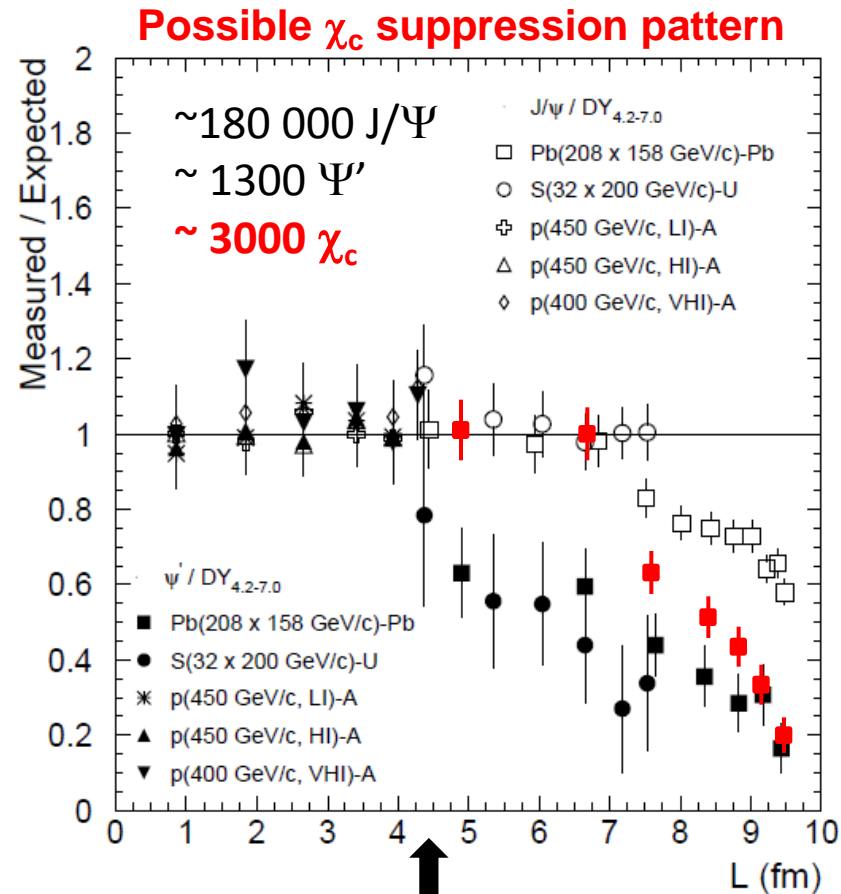 Possible χc suppression pattern
Measured / Expected
2
1.8
1.6
1.4
1.2
1
0.8
0.6
0.4
0.2
0
~180 000 J/Ψ
~ 1300 Ψ’
~ 3000 χc
J/ψ / DY4.2-7.0
Pb(208 x 158 GeV/c)-Pb
S(32 x 200 GeV/c)-U
p(450 GeV/c, LI)-A
p(450 GeV/c, HI)-A
p(400 GeV/c, VHI)-A
ψ' / DY4.2-7.0
Pb(208 x 158 GeV/c)-Pb
S(32 x 200 GeV/c)-U
p(450 GeV/c, LI)-A
p(450 GeV/c, HI)-A
p(400 GeV/c, VHI)-A
0 1 2 3 4 5 6 7 8 9 10
L (fm)